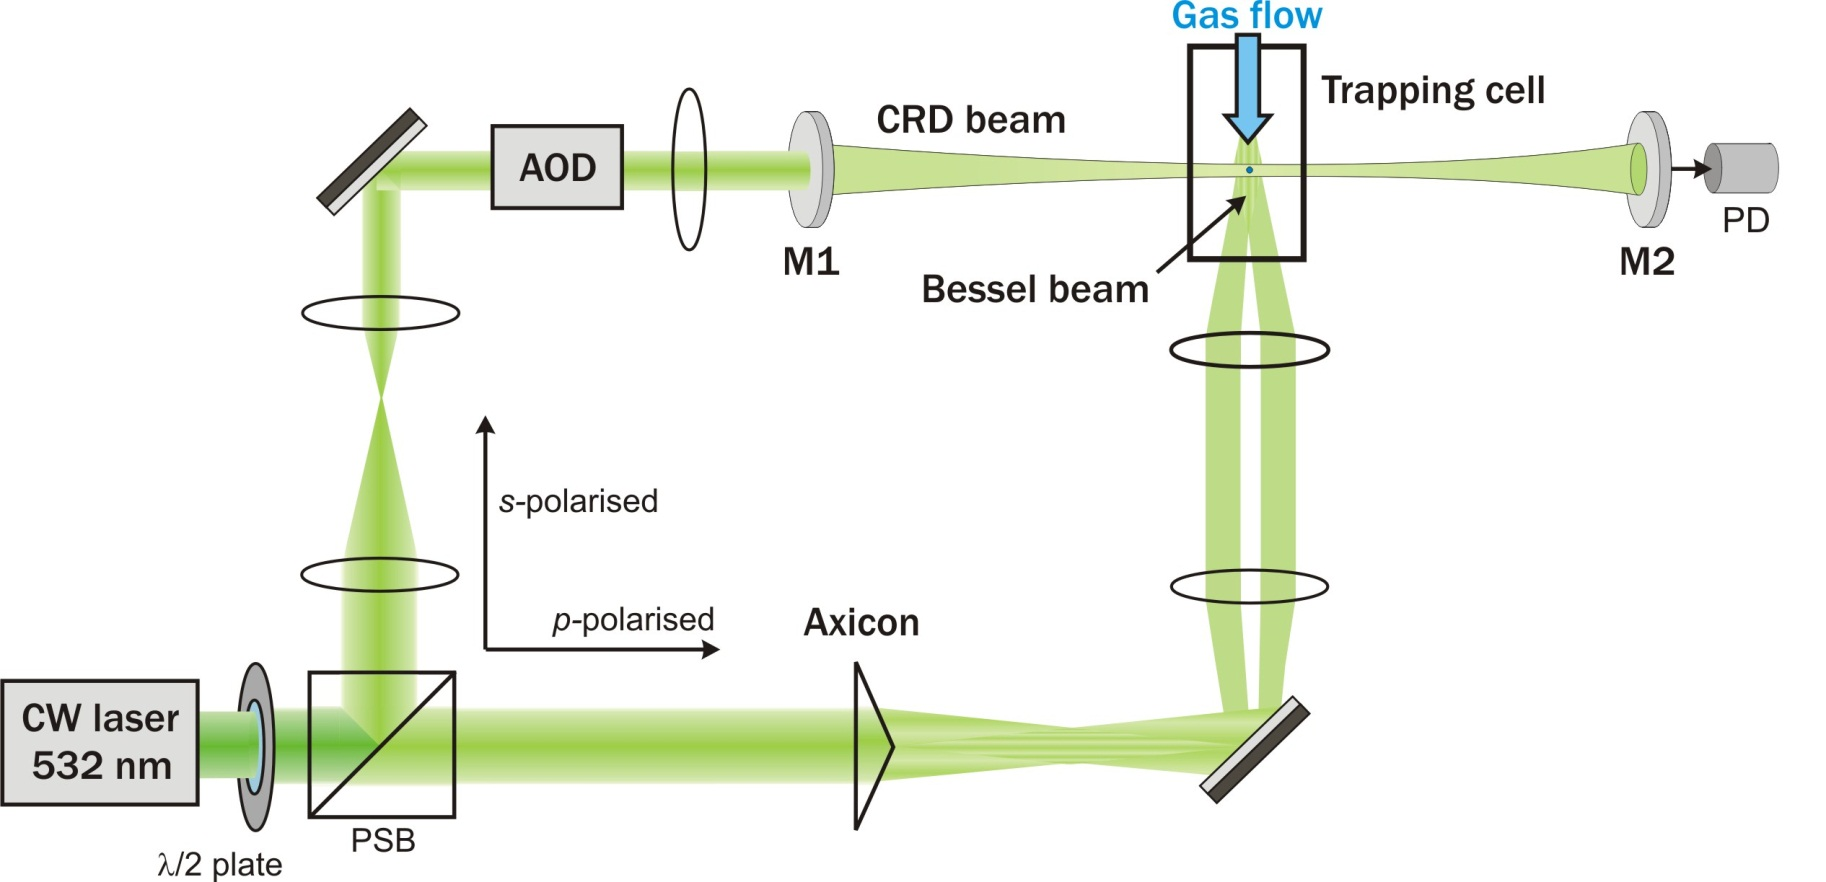 Gas flow
Trapping cell
CRD beam
AOD
PD
M1
M2
Bessel beam
s-polarised
p-polarised
Axicon
CW laser
532 nm
PSB
λ/2 plate